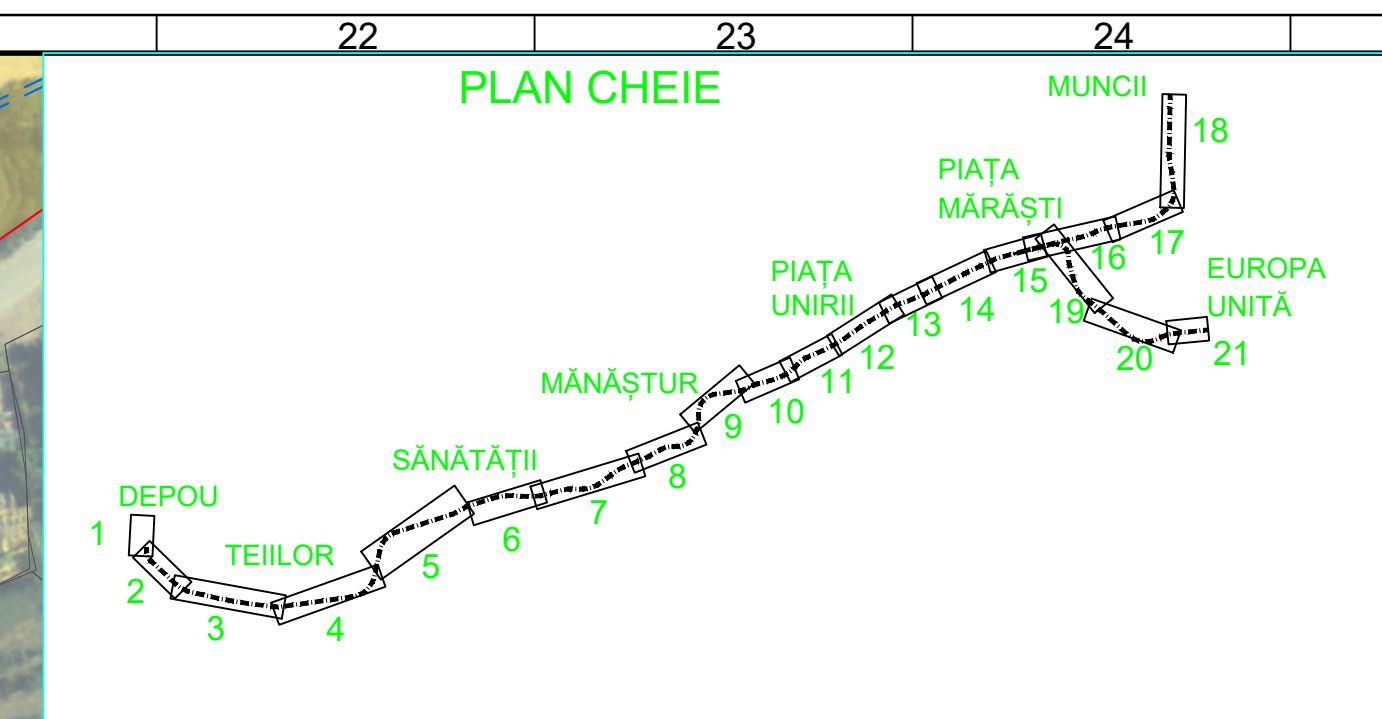 22
23
24
PLAN CHEIE
MUNCII
18
PIAȚA
MĂRĂȘTI
17
16
15
EUROPA
UNITĂ
PIAȚA
UNIRII
14
13
19
20
21
12
11
MĂNĂȘTUR
10
9
8
SĂNĂTĂȚII
7
6
5
DEPOU
1
TEIILOR
2
3
4